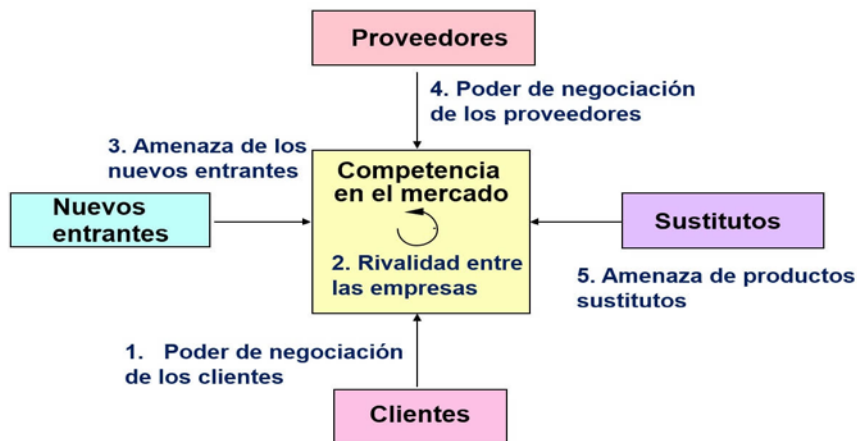 Proveedores
4. Poder de negociación
de los proveedores
3. Amenaza de los
nuevos entrantes
Competencia
en el mercado
Nuevos
entrantes
2. Rivalidad entre
las empresas
Sustitutos
5. Amenaza de productos
sustitutos
1. Poder de negociación
de los clientes
Clientes